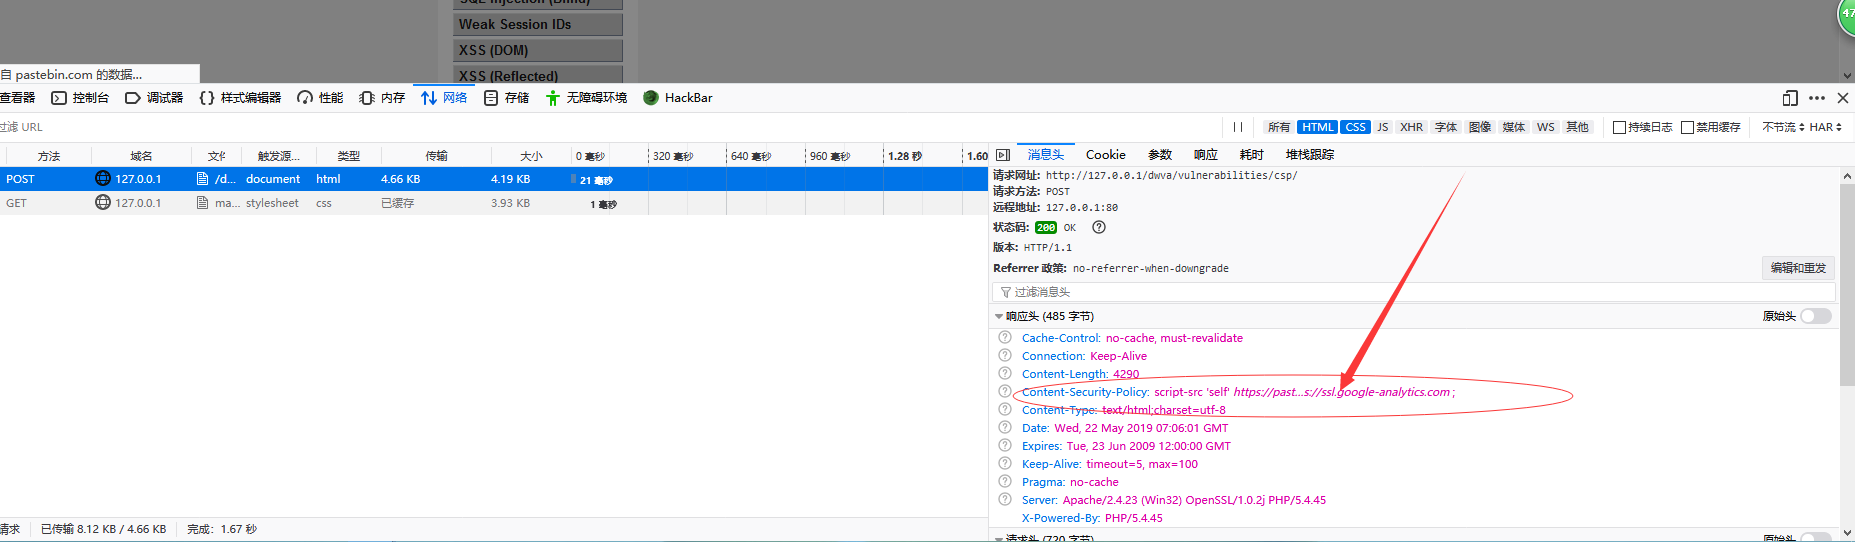 SQL Injection (Blind)
Weak Session IDs
XSS (DOM)
XSS (Reflected)
47
自 pastebin.com 的数据...
查看器 控制台 调试器 样式编辑器 性能 内存 网络 存储 无障碍环境 HackBar
过滤 URL
所有 HTML CSS JS XHR 字体 图像 媒体 WS 其他 持续日志 禁用缓存 不节流 HAR
方法 域名 文件 触发源... 类型 传输 大小 0 毫秒 320 毫秒 640 毫秒 960 毫秒 1.28 秒 1.60
POST 127.0.0.1 /d... document html 4.66 KB 4.19 KB 21 毫秒
GET 127.0.0.1 ma... stylesheet css 已缓存 3.93 KB 1 毫秒
消息头 Cookie 参数 响应 耗时 堆栈跟踪
请求网址: http://127.0.0.1/dwva/vulnerabilities/csp/
请求方法: POST
远程地址: 127.0.0.1:80
状态码: 200 OK
版本: HTTP/1.1
Referrer 政策: no-referrer-when-downgrade 编辑和重发
过滤消息头
响应头 (485 字节) 原始头
Cache-Control: no-cache, must-revalidate
Connection: Keep-Alive
Content-Length: 4290
Content-Security-Policy: script-src 'self' https://past...s://ssl.google-analytics.com ;
Content-Type: text/html;charset=utf-8
Date: Wed, 22 May 2019 07:06:01 GMT
Expires: Tue, 23 Jun 2009 12:00:00 GMT
Keep-Alive: timeout=5, max=100
Pragma: no-cache
Server: Apache/2.4.23 (Win32) OpenSSL/1.0.2j PHP/5.4.45
X-Powered-By: PHP/5.4.45
请求头 (720 字节) 原始头
请求 已传输 8.12 KB / 4.66 KB 完成: 1.67 秒